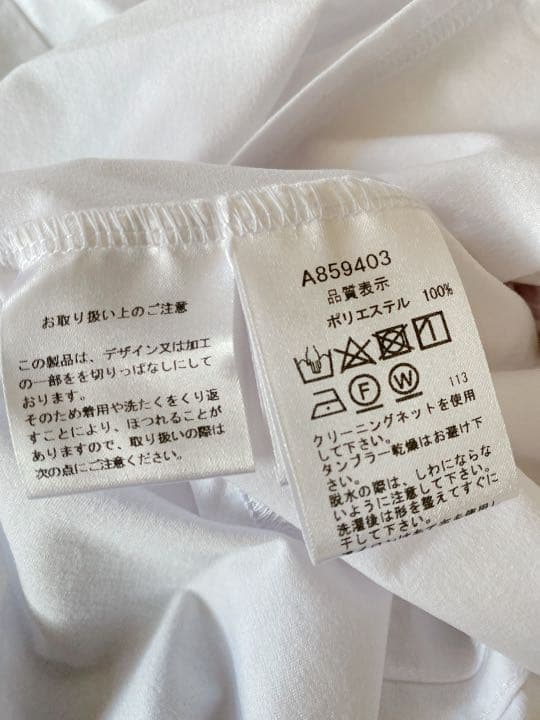 お取り扱い上のご注意
この製品は、デザイン又は加工
の一部をを切りっぱなしにして
おります。
そのため着用や洗たくをくり返
すことにより、ほつれることが
ありますので、取り扱いの際は
次の点にご注意ください。
A859403
品質表示
ポリエステル 100%
F W
113
クリーニングネットを使用
して下さい。
タンブラー乾燥はお避け下
さい。
脱水の際は、しわにならな
いように注意して下さい。
洗濯後は形を整えてすぐに
干して下さい。